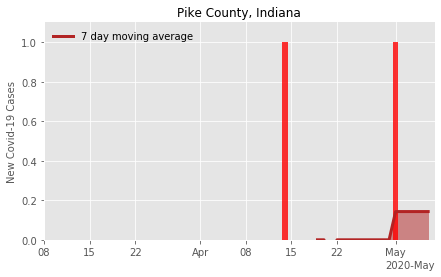 Pike County, Indiana
7 day moving average
New Covid-19 Cases
1.0
0.8
0.6
0.4
0.2
0.0
08 15 22 Apr 08 15 22 May
2020-May